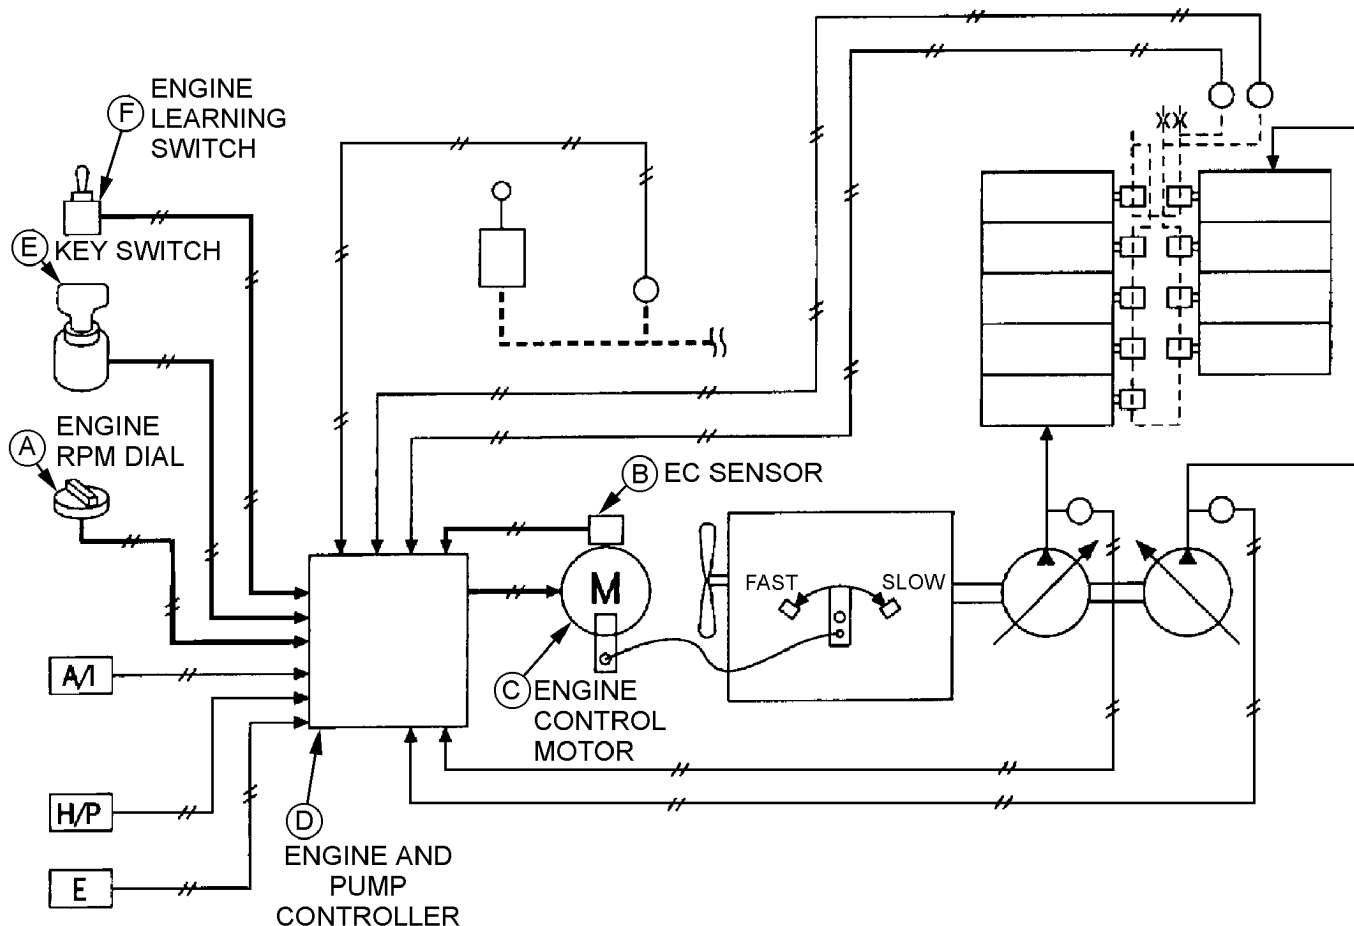 F
ENGINE
LEARNING
SWITCH
E
KEY SWITCH
A
ENGINE
RPM DIAL
B
EC SENSOR
M
FAST
SLOW
C
ENGINE
CONTROL
MOTOR
A/I
H/P
E
D
ENGINE AND
PUMP
CONTROLLER